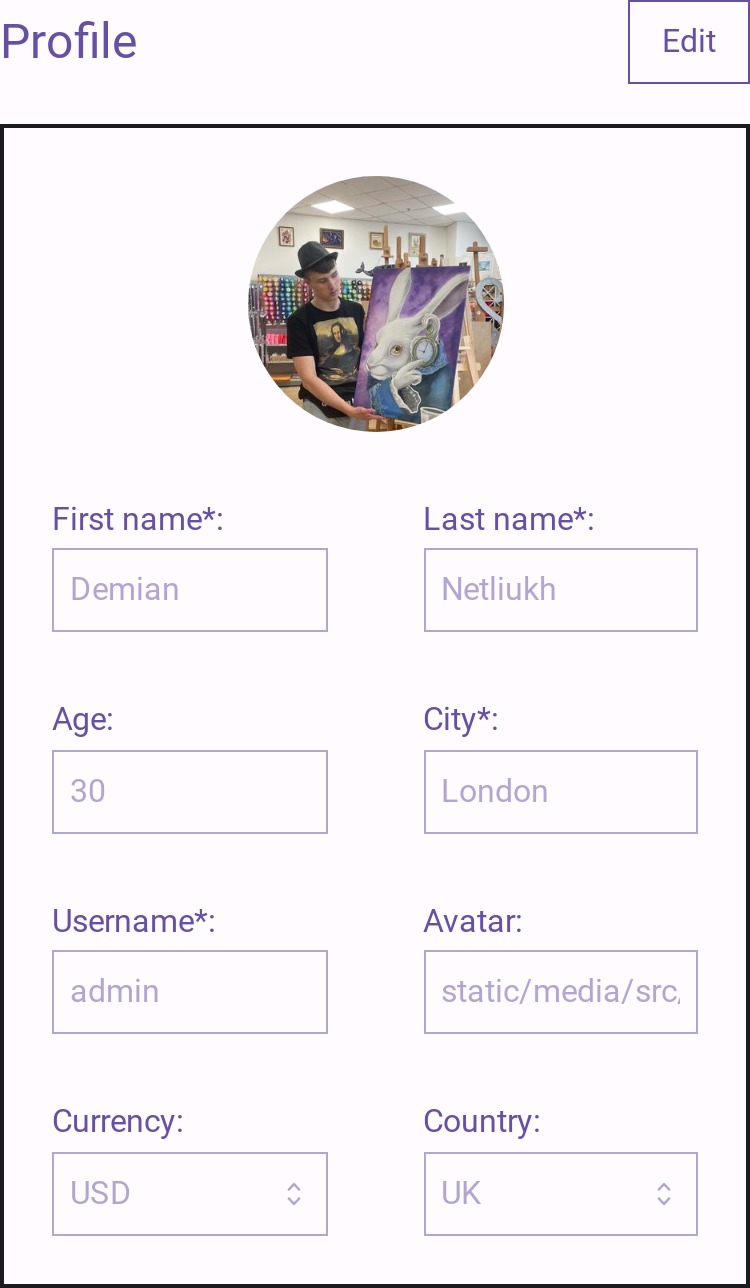 Profile
Edit
First name*:
Last name*:
Demian
Netliukh
Age:
City*:
30
London
Username*:
Avatar:
admin
static/media/src/
Currency:
Country:
USD
UK